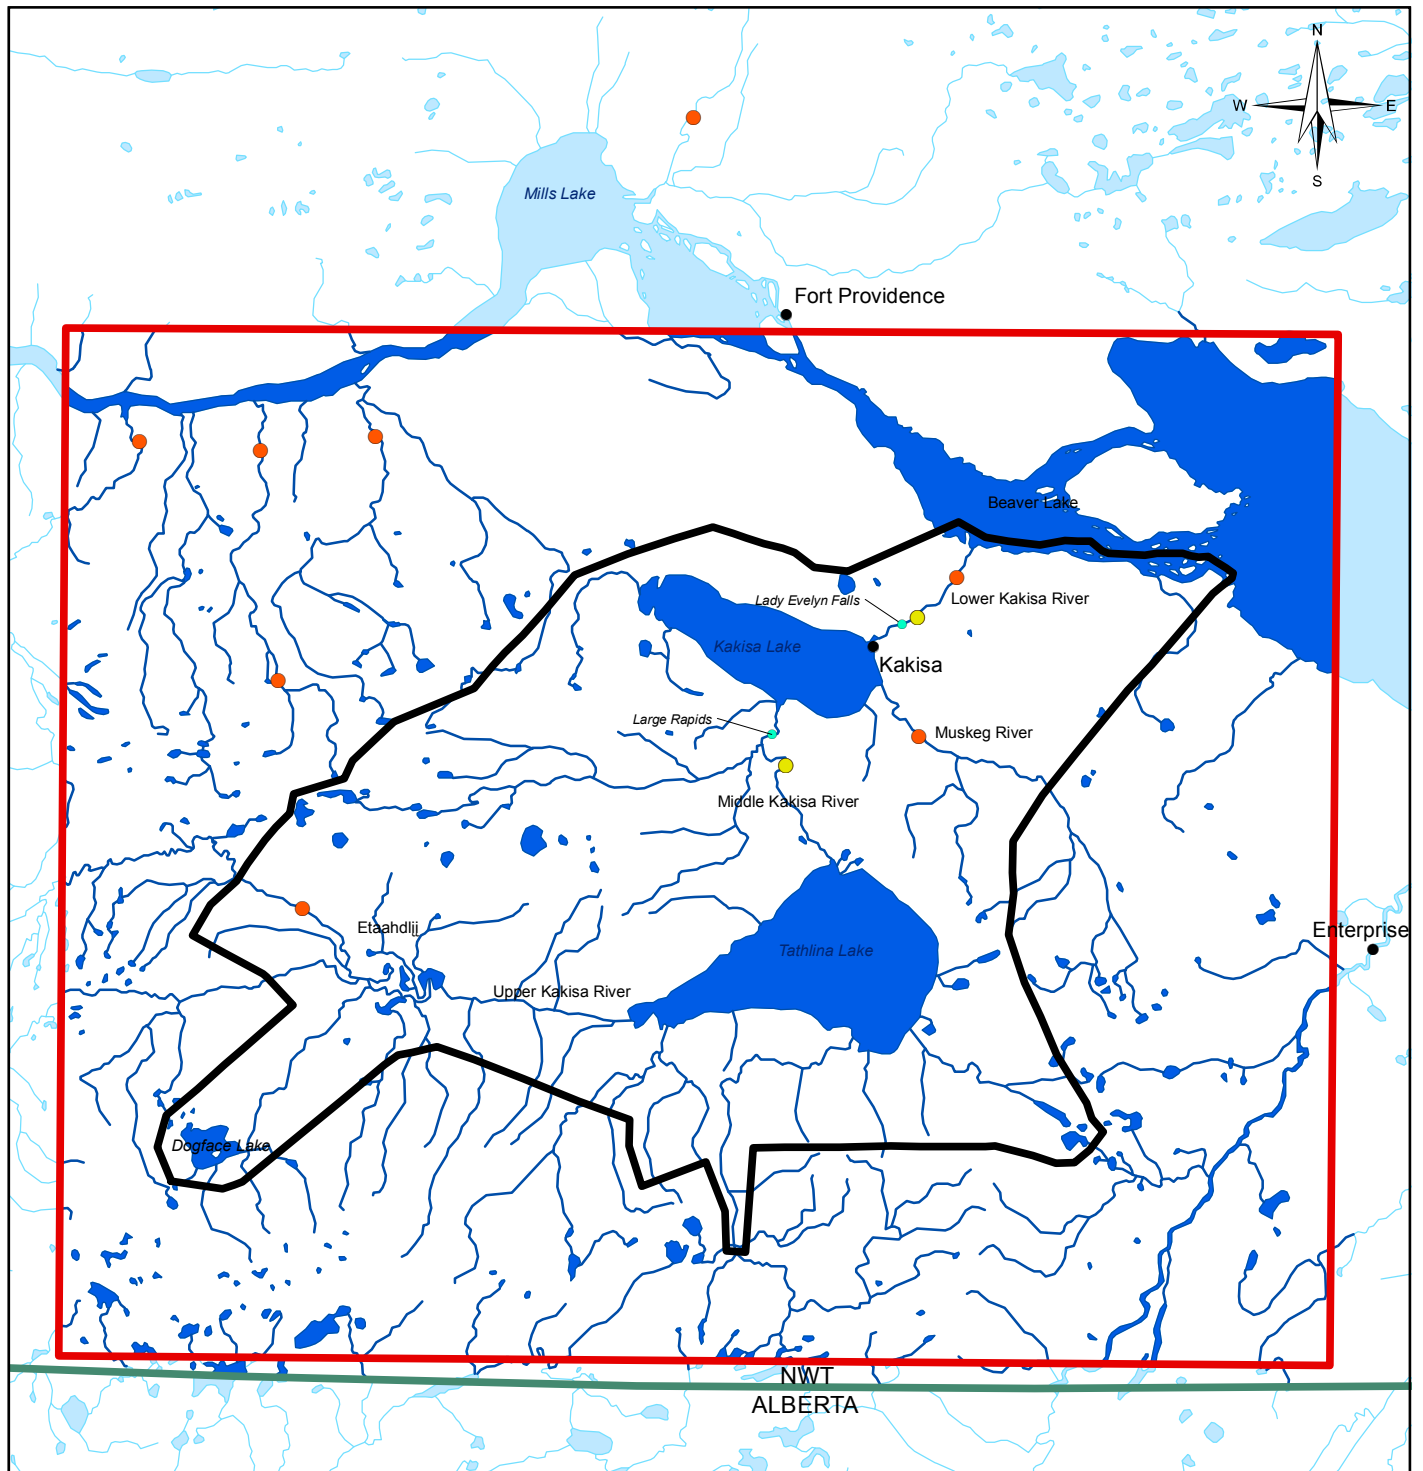 N
W E
S
Mills Lake
Fort Providence
Beaver Lake
Lady Evelyn Falls
Lower Kakisa River
Kakisa Lake
Kakisa
Large Rapids
Muskeg River
Middle Kakisa River
Etaahdlįį
Enterprise
Tathlina Lake
Upper Kakisa River
Dogface Lake
NWT
ALBERTA